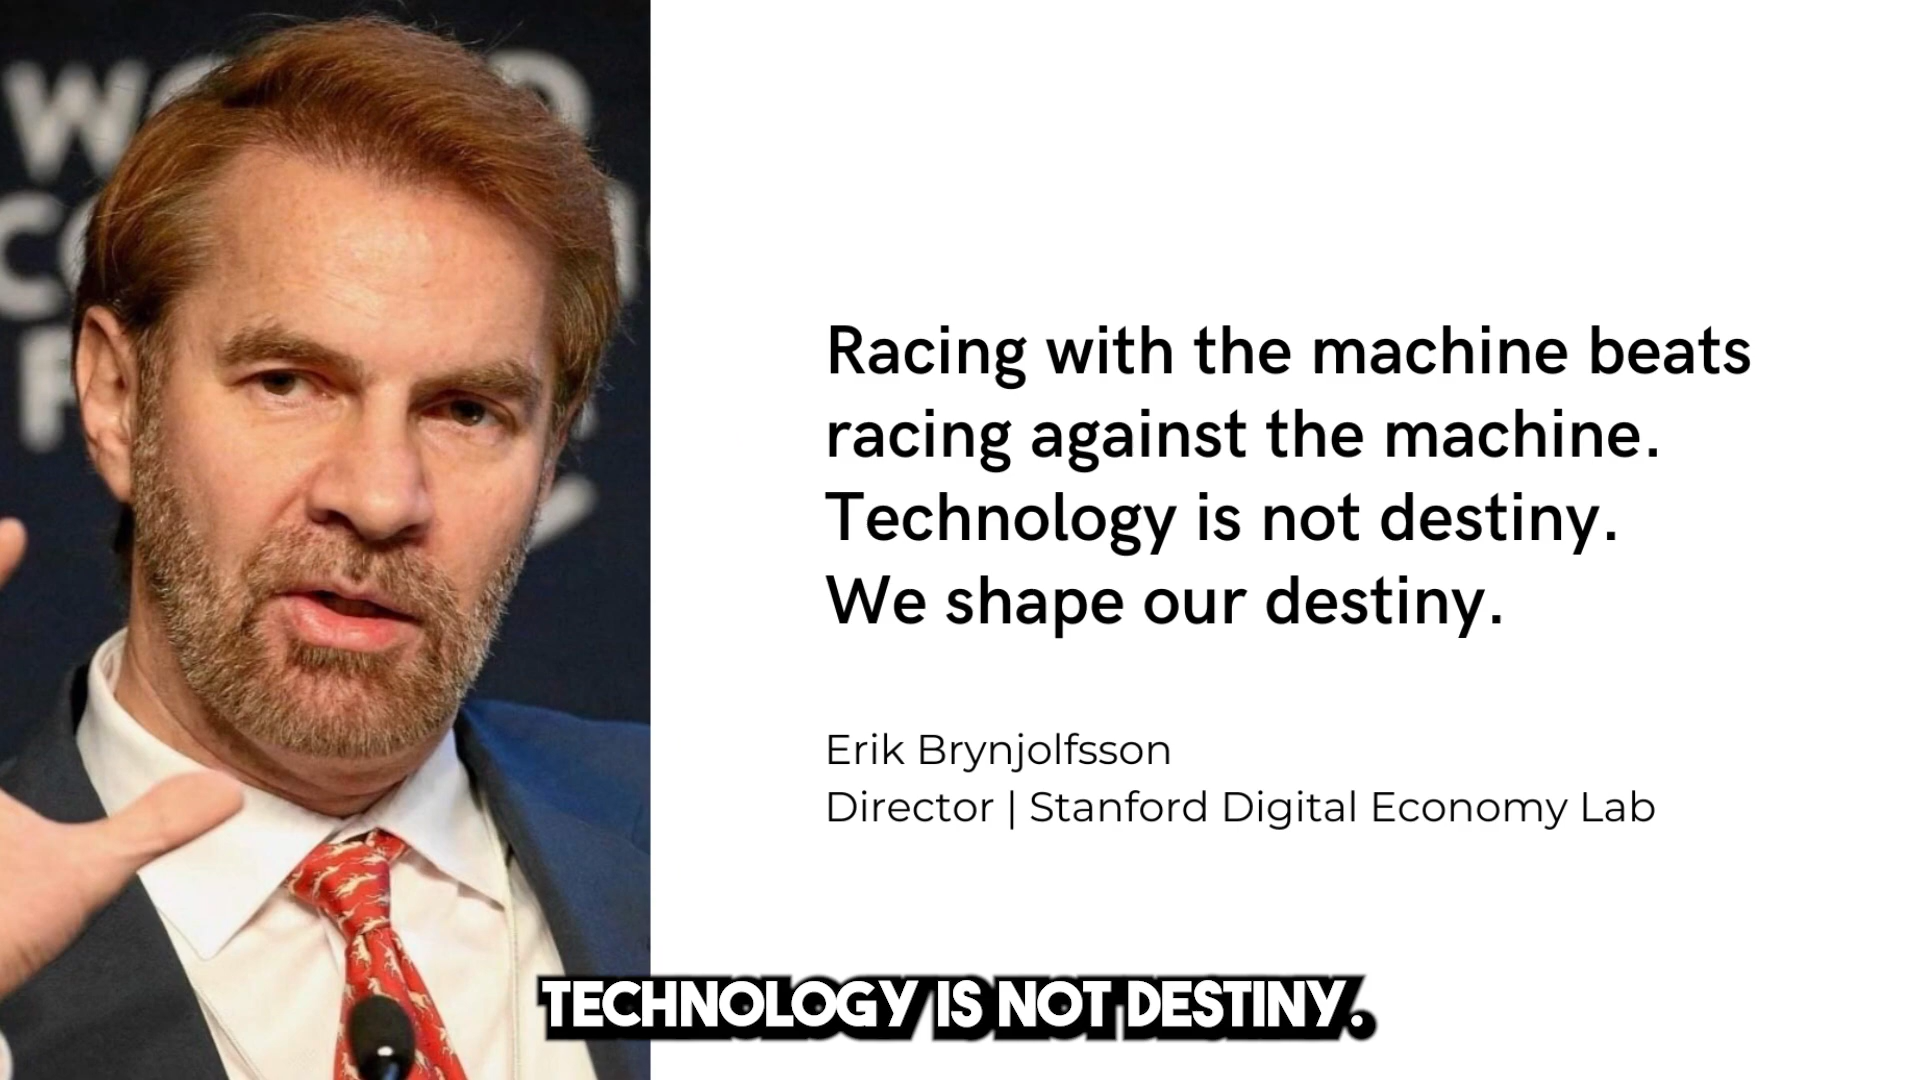 Racing with the machine beats
racing against the machine.
Technology is not destiny.
We shape our destiny.
Erik Brynjolfsson
Director | Stanford Digital Economy Lab
TECHNOLOGY IS NOT DESTINY.